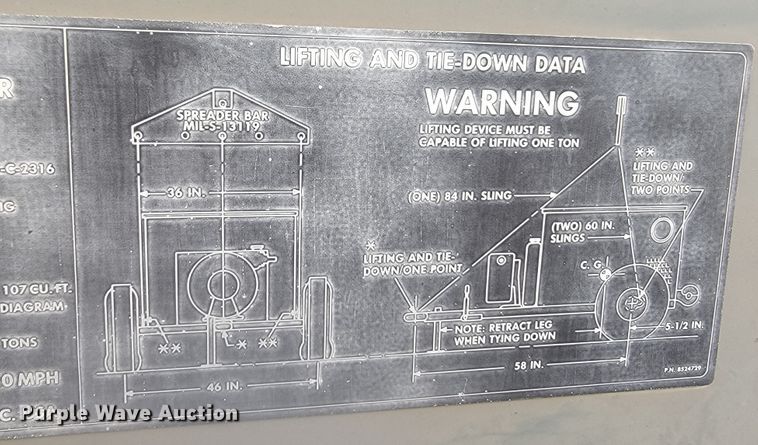 R
-C-2316
NG
107 CU. FT.
DIAGRAM
TONS
0 MPH
C.
LIFTING AND TIE-DOWN DATA
WARNING
LIFTING DEVICE MUST BE
CAPABLE OF LIFTING ONE TON
SPREADER BAR
MIL-S-13119
36 IN.
**
*
**
46 IN.
(ONE) 84 IN. SLING
**
LIFTING AND
TIE-DOWN/
TWO POINTS
(TWO) 60 IN.
SLINGS
*
LIFTING AND TIE-
DOWN/ONE POINT
C. G.
NOTE: RETRACT LEG
WHEN TYING DOWN
5-1/2 IN.
58 IN.
P.N. 8524729
Purple Wave Auction